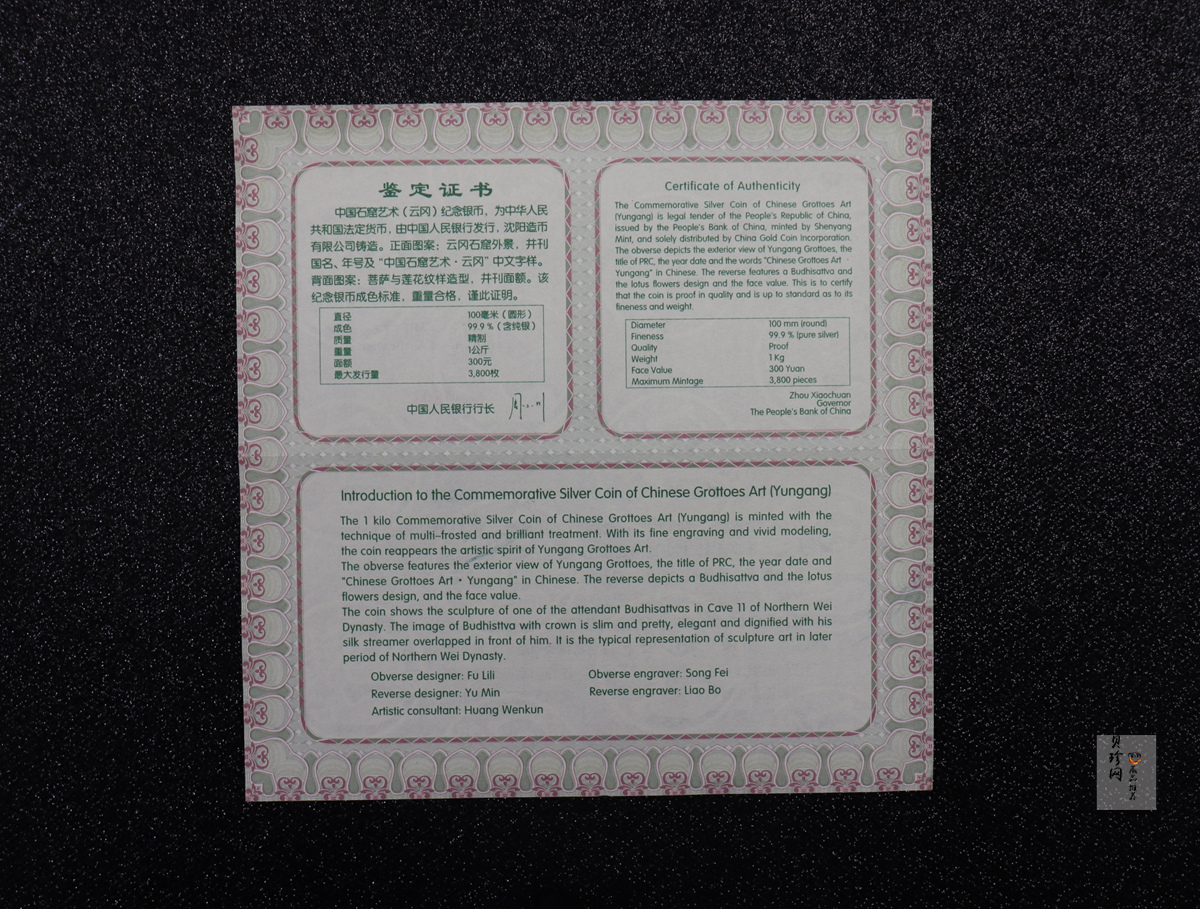 鉴定证书
中国石窟艺术（云冈）纪念银币，为中华人民
共和国法定货币，由中国人民银行发行，沈阳造币
有限公司铸造。正面图案：云冈石窟外景，并刊
国名、年号及“中国石窟艺术·云冈”中文字样。
背面图案：菩萨与莲花纹样造型，并刊面额。该
纪念银币成色标准，重量合格，谨此证明。
直径 100毫米（圆形）
成色 99.9%（含纯银）
质量 精制
重量 1公斤
面额 300元
最大发行量 3,800枚
中国人民银行行长
Certificate of Authenticity
The Commemorative Silver Coin of Chinese Grottoes Art
(Yungang) is legal tender of the People's Republic of China,
issued by the People's Bank of China, minted by Shenyang
Mint, and solely distributed by China Gold Coin Incorporation.
The obverse depicts the exterior view of Yungang Grottoes, the
title of PRC, the year date and the words "Chinese Grottoes Art ·
Yungang" in Chinese. The reverse features a Budhisattva and
the lotus flowers design and the face value. This is to certify
that the coin is proof in quality and is up to standard as to its
fineness and weight.
Diameter 100 mm (round)
Fineness 99.9 % (pure silver)
Quality Proof
Weight 1 Kg
Face Value 300 Yuan
Maximum Mintage 3,800 pieces
Zhou Xiaochuan
Governor
The People's Bank of China
Introduction to the Commemorative Silver Coin of Chinese Grottoes Art (Yungang)
The 1 kilo Commemorative Silver Coin of Chinese Grottoes Art (Yungang) is minted with the
technique of multi-frosted and brilliant treatment. With its fine engraving and vivid modeling,
the coin reappears the artistic spirit of Yungang Grottoes Art.
The obverse features the exterior view of Yungang Grottoes, the title of PRC, the year date and
"Chinese Grottoes Art · Yungang" in Chinese. The reverse depicts a Budhisattva and the lotus
flowers design, and the face value.
The coin shows the sculpture of one of the attendant Budhisattvas in Cave 11 of Northern Wei
Dynasty. The image of Budhisttva with crown is slim and pretty, elegant and dignified with his
silk streamer overlapped in front of him. It is the typical representation of sculpture art in later
period of Northern Wei Dynasty.
Obverse designer: Fu Lili Obverse engraver: Song Fei
Reverse designer: Yu Min Reverse engraver: Liao Bo
Artistic consultant: Huang Wenkun
贝珍网